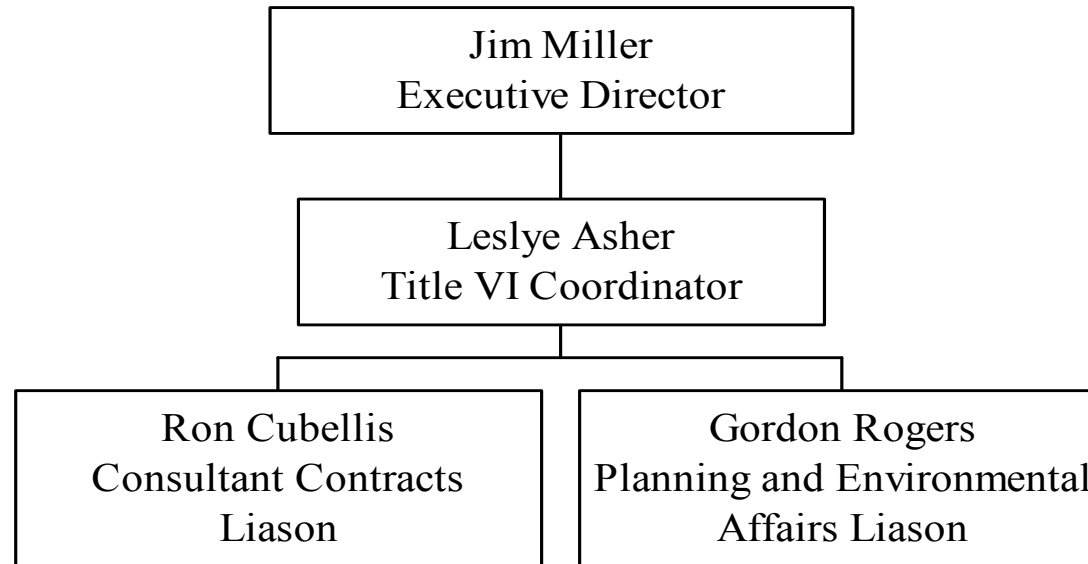 Jim Miller
Executive Director
Leslye Asher
Title VI Coordinator
Ron Cubellis
Consultant Contracts
Liason
Gordon Rogers
Planning and Environmental
Affairs Liason